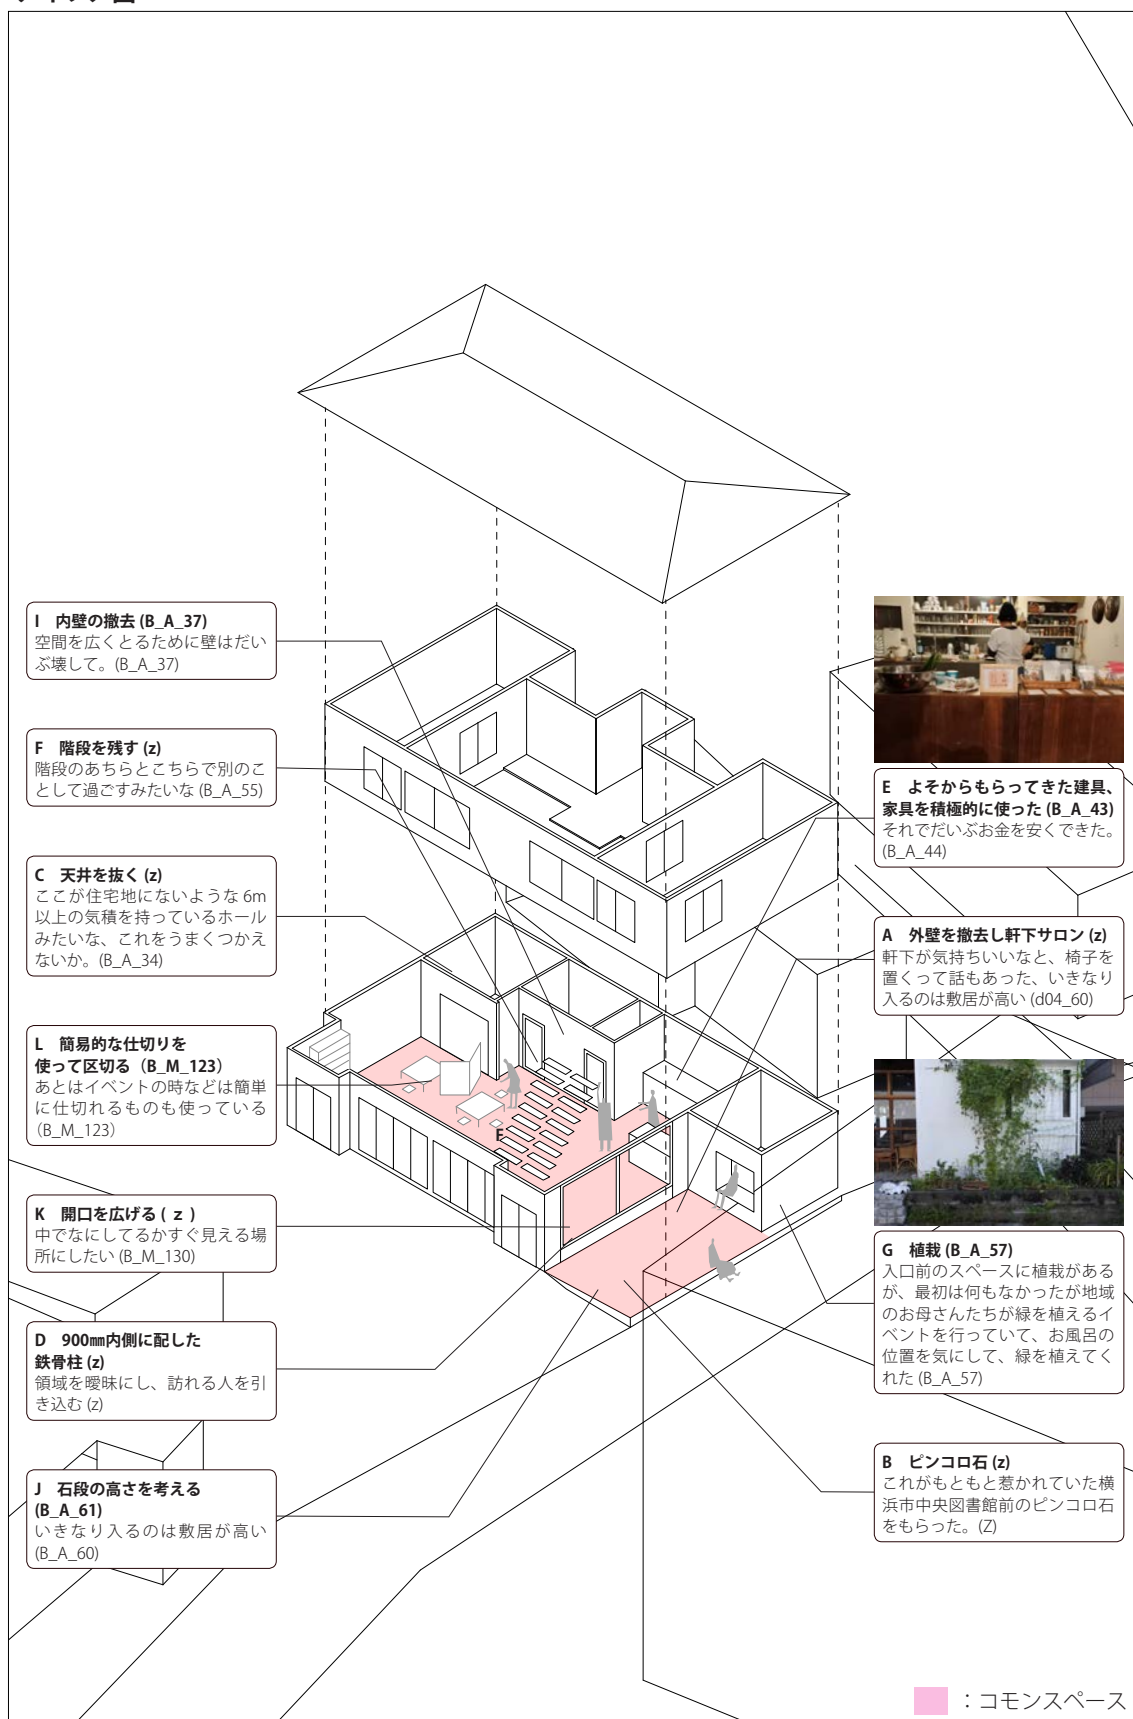 I 内壁の撤去 (B_A_37)
空間を広くとるために壁はだい
ぶ壊して。(B_A_37)
F 階段を残す (z)
階段のあちらとこちらで別のこ
として過ごすみたいな (B_A_55)
C 天井を抜く (z)
ここが住宅地にないような 6m
以上の気積を持っているホール
みたいな、これをうまくつかえ
ないか。(B_A_34)
L 簡易的な仕切りを
使って区切る（B_M_123）
あとはイベントの時などは簡単
に仕切れるものも使っている
（B_M_123）
K 開口を広げる ( z )
中でなにしてるかすぐ見える場
所にしたい (B_M_130)
D 900㎜内側に配した
鉄骨柱 (z)
領域を曖昧にし、訪れる人を引
き込む (z)
J 石段の高さを考える
(B_A_61)
いきなり入るのは敷居が高い
(B_A_60)
F
E よそからもらってきた建具、
家具を積極的に使った (B_A_43)
それでだいぶお金を安くできた。
(B_A_44)
A 外壁を撤去し軒下サロン (z)
軒下が気持ちいいなと、椅子を
置くって話もあった、いきなり
入るのは敷居が高い (d04_60)
G 植栽 (B_A_57)
入口前のスペースに植栽がある
が、最初は何もなかったが地域
のお母さんたちが緑を植えるイ
ベントを行っていて、お風呂の
位置を気にして、緑を植えてく
れた (B_A_57)
B ピンコロ石 (z)
これがもともと惹かれていた横
浜市中央図書館前のピンコロ石
をもらった。(Z)
：コモンスペース